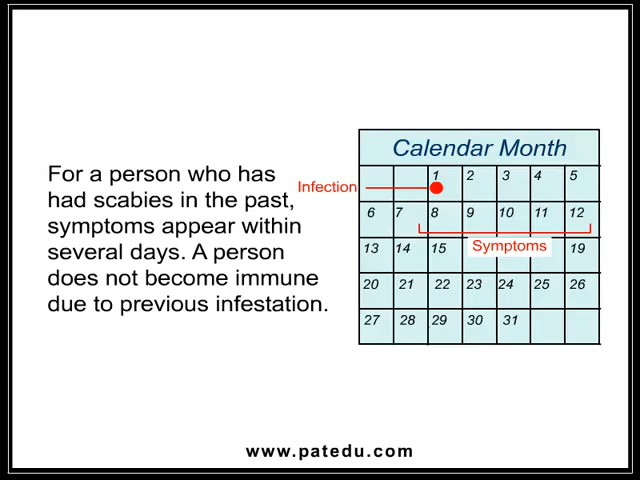 For a person who has
had scabies in the past,
symptoms appear within
several days. A person
does not become immune
due to previous infestation.
Calendar Month
Infection
1 2 3 4 5
6 7 8 9 10 11 12
Symptoms
13 14 15 19
20 21 22 23 24 25 26
27 28 29 30 31
www.patedu.com